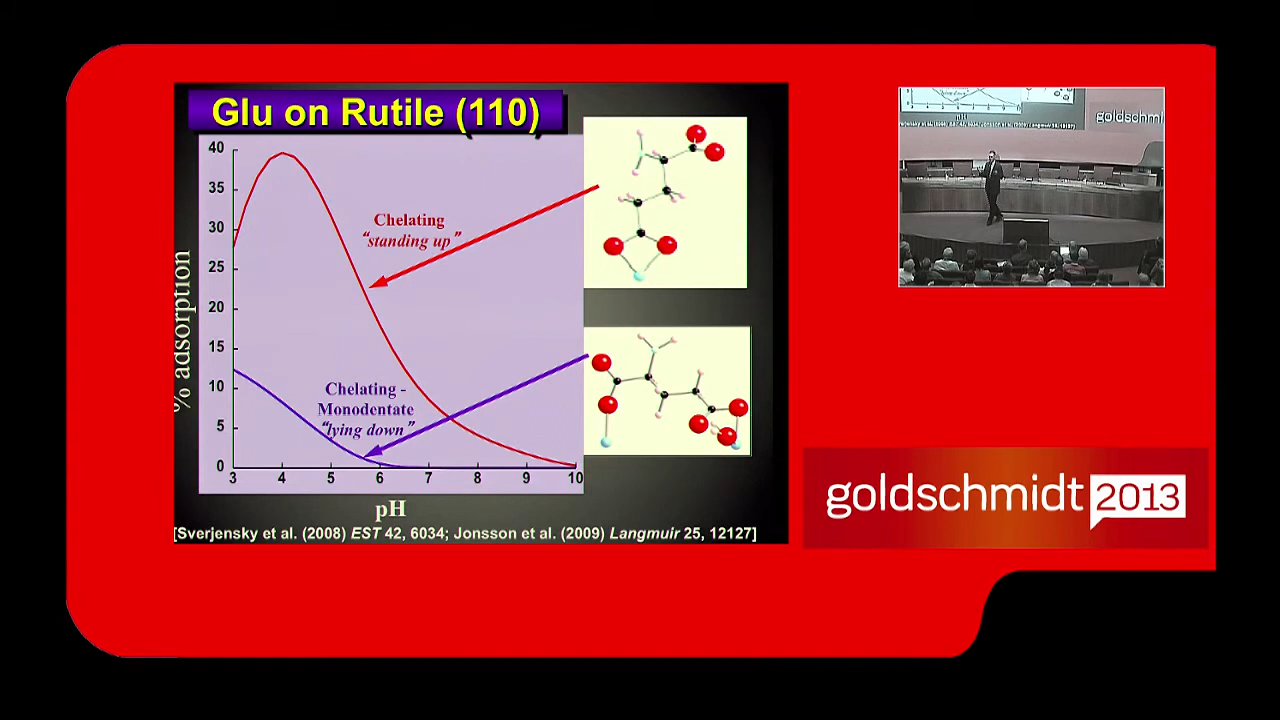 Glu on Rutile (110)
40
35
30
25
20
15
10
5
0
% adsorption
Chelating
“standing up”
Chelating -
Monodentate
“lying down”
3 4 5 6 7 8 9 10
pH
[Sverjensky et al. (2008) EST 42, 6034; Jonsson et al. (2009) Langmuir 25, 12127]
goldschmi
goldschmidt 2013